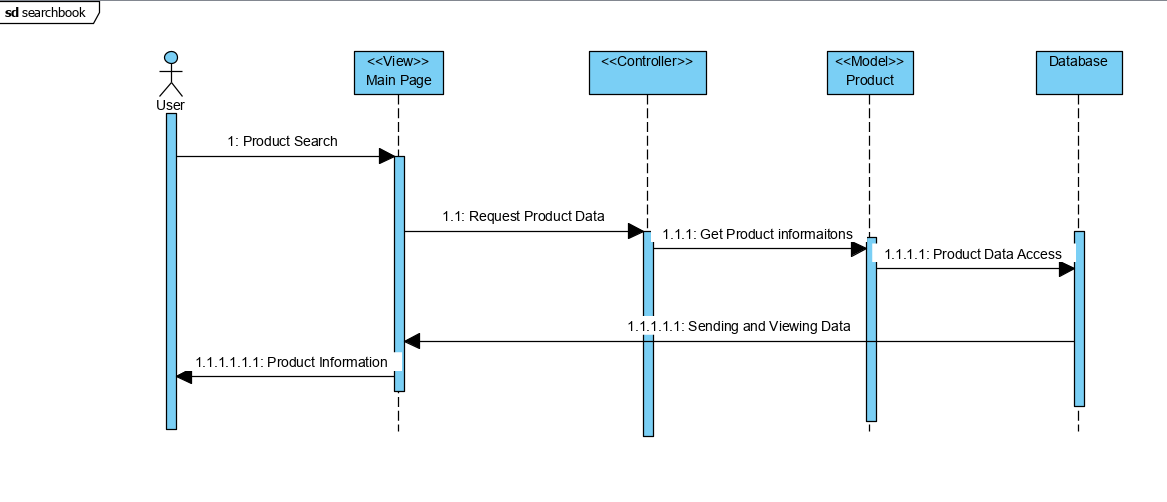 sd searchbook
<<View>>
Main Page
<<Controller>>
<<Model>>
Product
Database
User
1: Product Search
1.1: Request Product Data
1.1.1: Get Product informaitons
1.1.1.1: Product Data Access
1.1.1.1.1: Sending and Viewing Data
1.1.1.1.1.1: Product Information